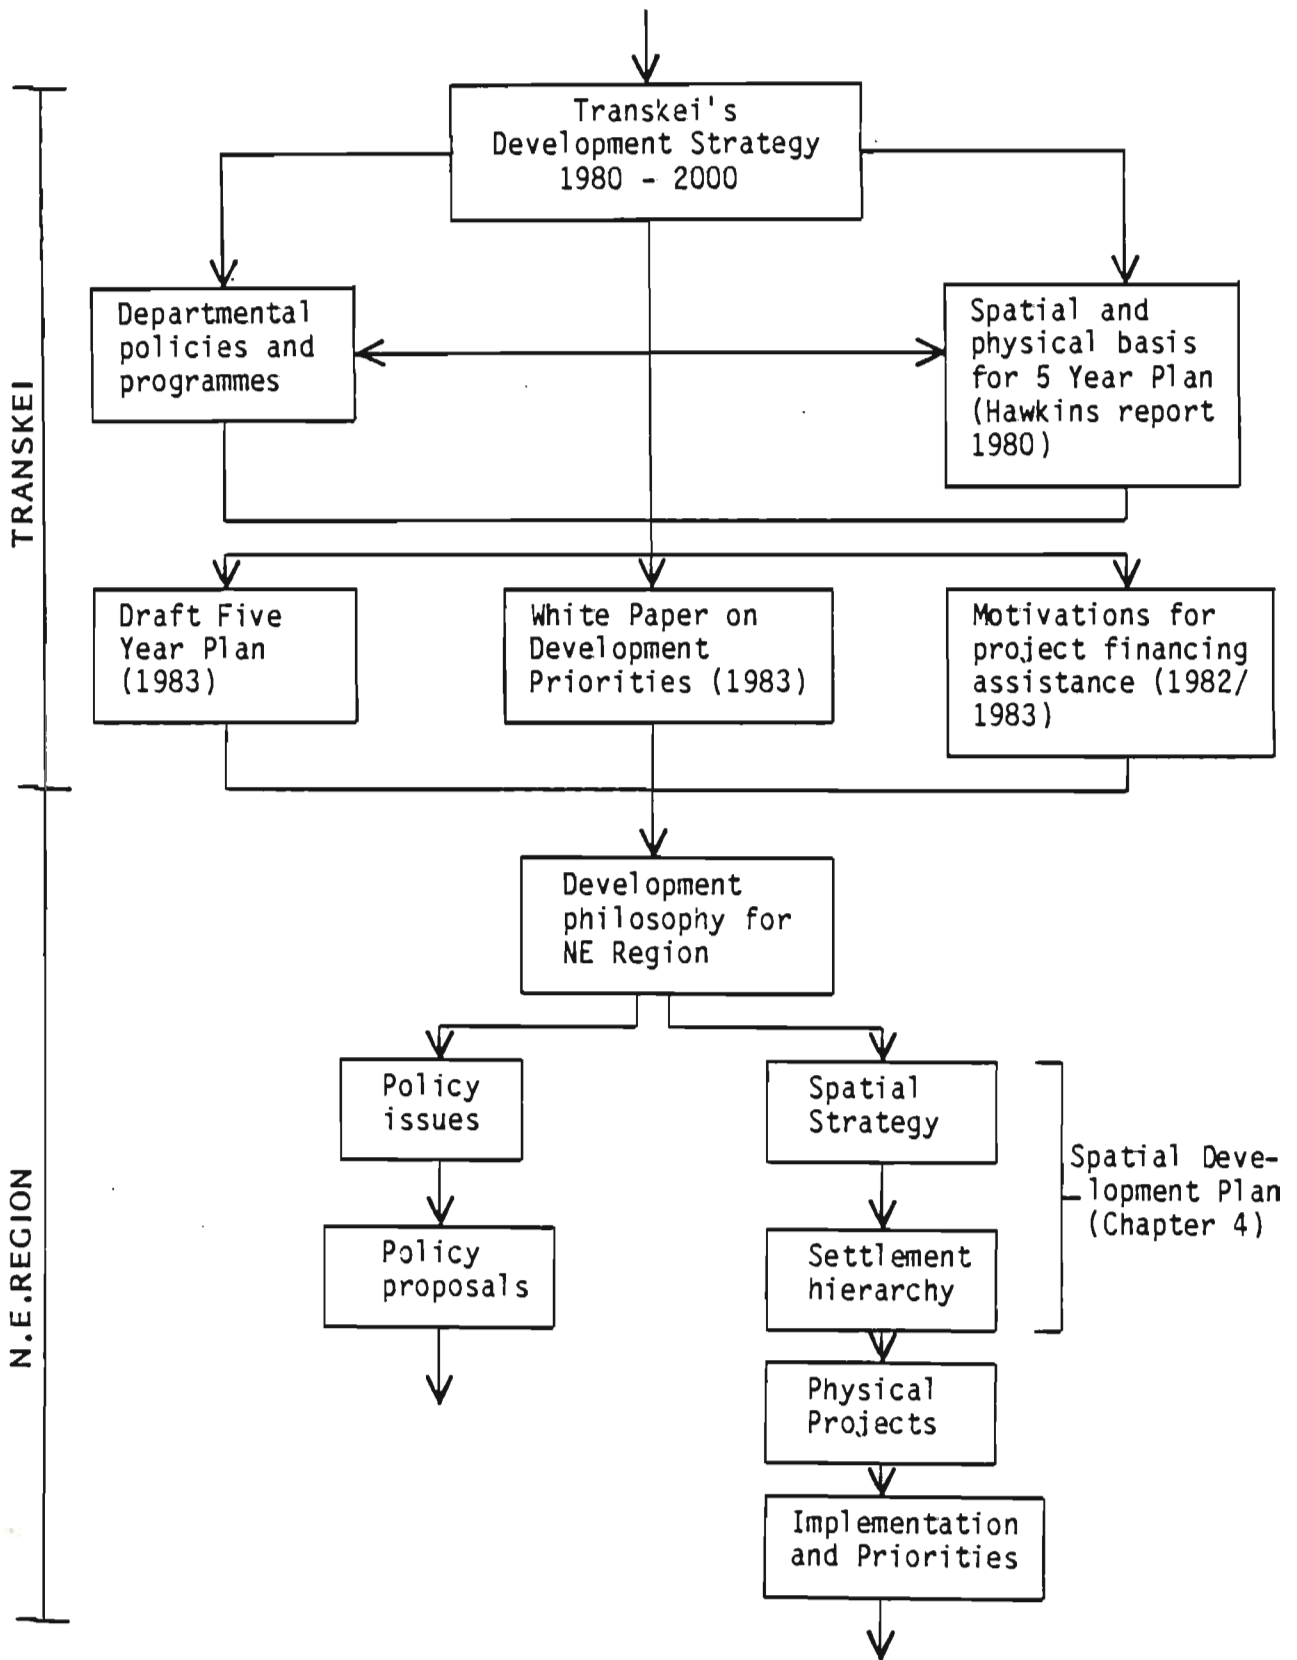 Transkei's
Development Strategy
1980 - 2000
Departmental
policies and
programmes
Spatial and
physical basis
for 5 Year Plan
(Hawkins report
1980)
TRANSKEI
Draft Five
Year Plan
(1983)
White Paper on
Development
Priorities (1983)
Motivations for
project financing
assistance (1982/
1983)
Development
philosophy for
NE Region
N.E.REGION
Policy
issues
Policy
proposals
Spatial
Strategy
Settlement
hierarchy
Spatial Deve-
lopment Plan
(Chapter 4)
Physical
Projects
Implementation
and Priorities